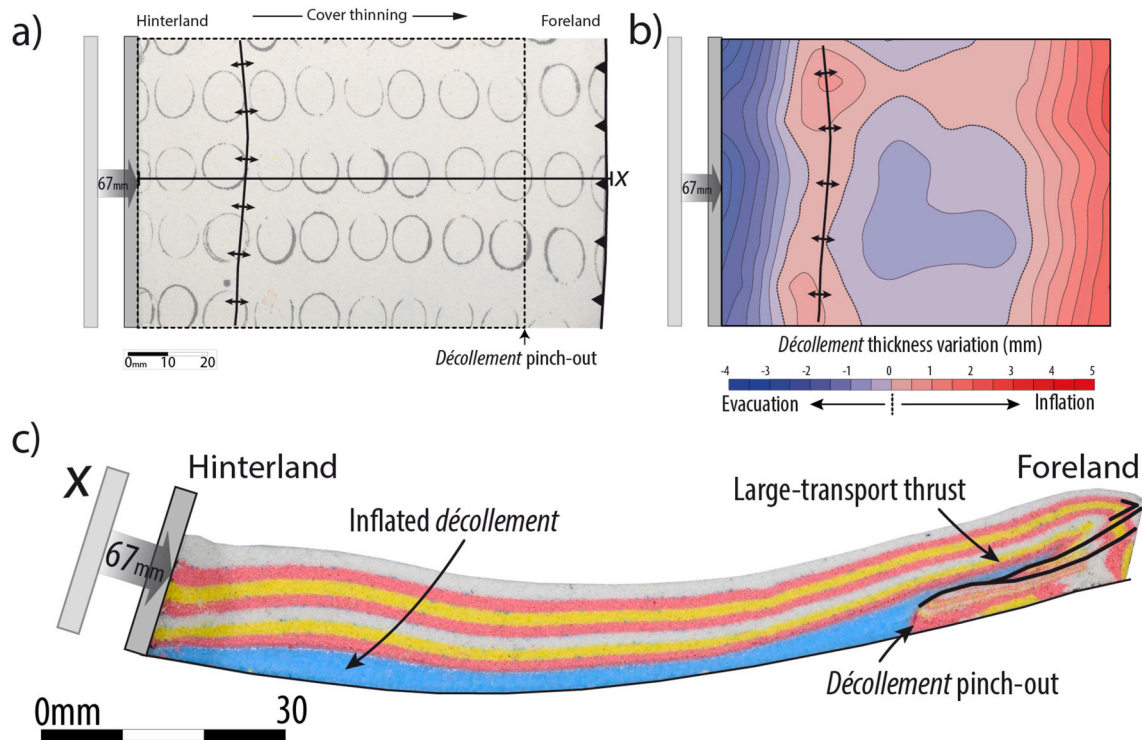 a)
Hinterland
Cover thinning
Foreland
67mm
X
0mm 10 20
Décollement pinch-out
b)
67mm
Décollement thickness variation (mm)
-4 -3 -2 -1 0 1 2 3 4 5
Evacuation
Inflation
c)
X
Hinterland
Foreland
67mm
Inflated décollement
Large-transport thrust
Décollement pinch-out
0mm 30